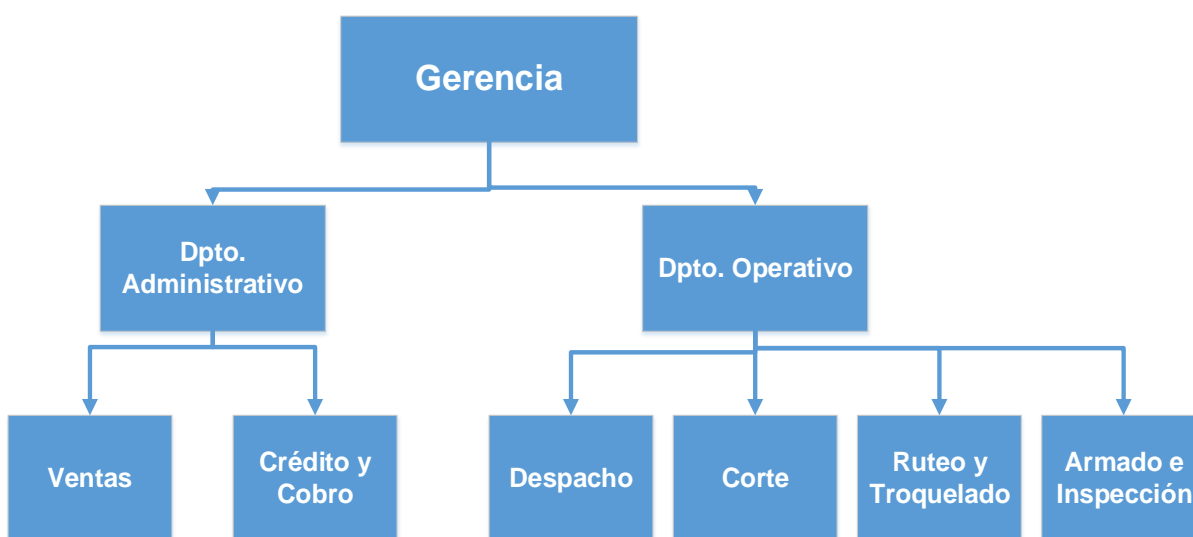 Gerencia
Dpto.
Administrativo
Dpto. Operativo
Ventas
Crédito y
Cobro
Despacho
Corte
Ruteo y
Troquelado
Armado e
Inspección